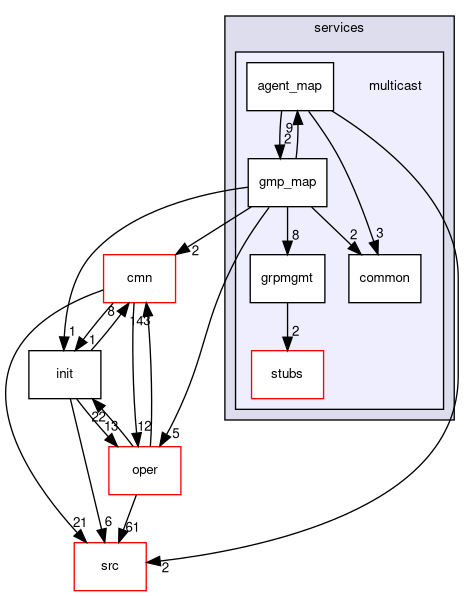 services
agent_map
multicast
9
2
gmp_map
2
8
2
3
cmn
grpmgmt
common
8
143
1
1
2
init
stubs
22
13
12
5
oper
21
6
61
src
2